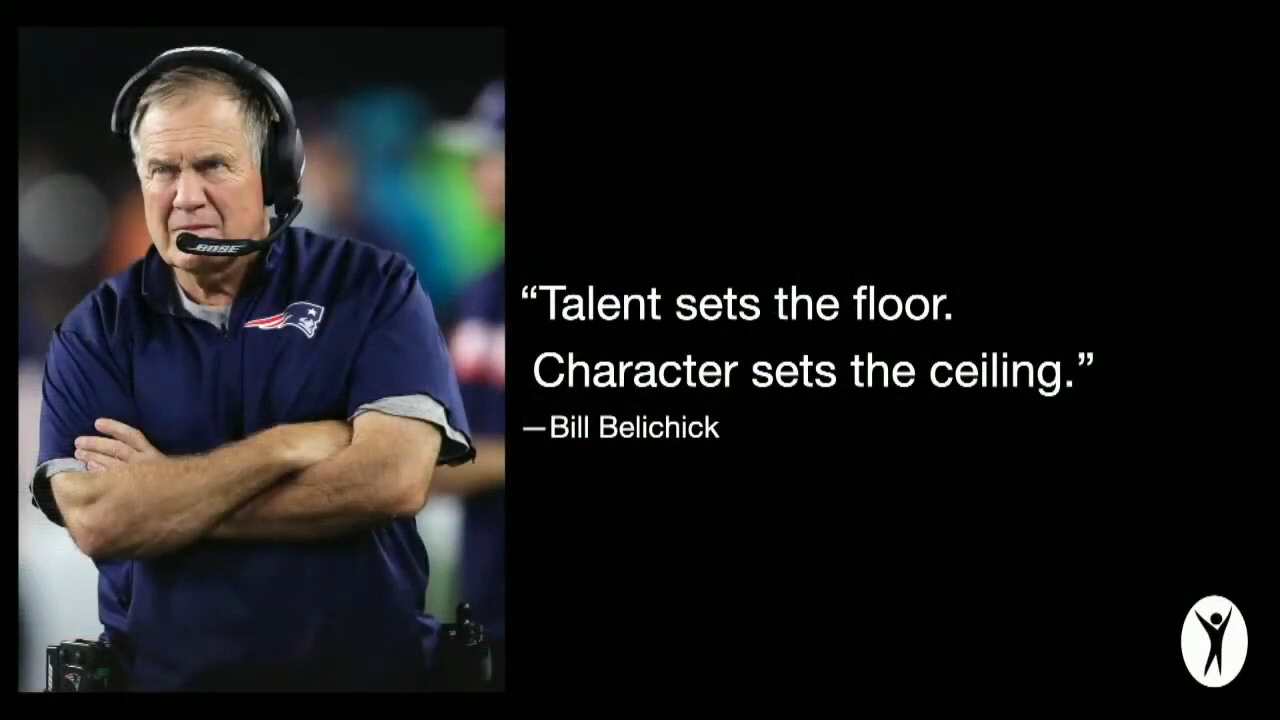 BOSE
“Talent sets the floor.
Character sets the ceiling.”
—Bill Belichick